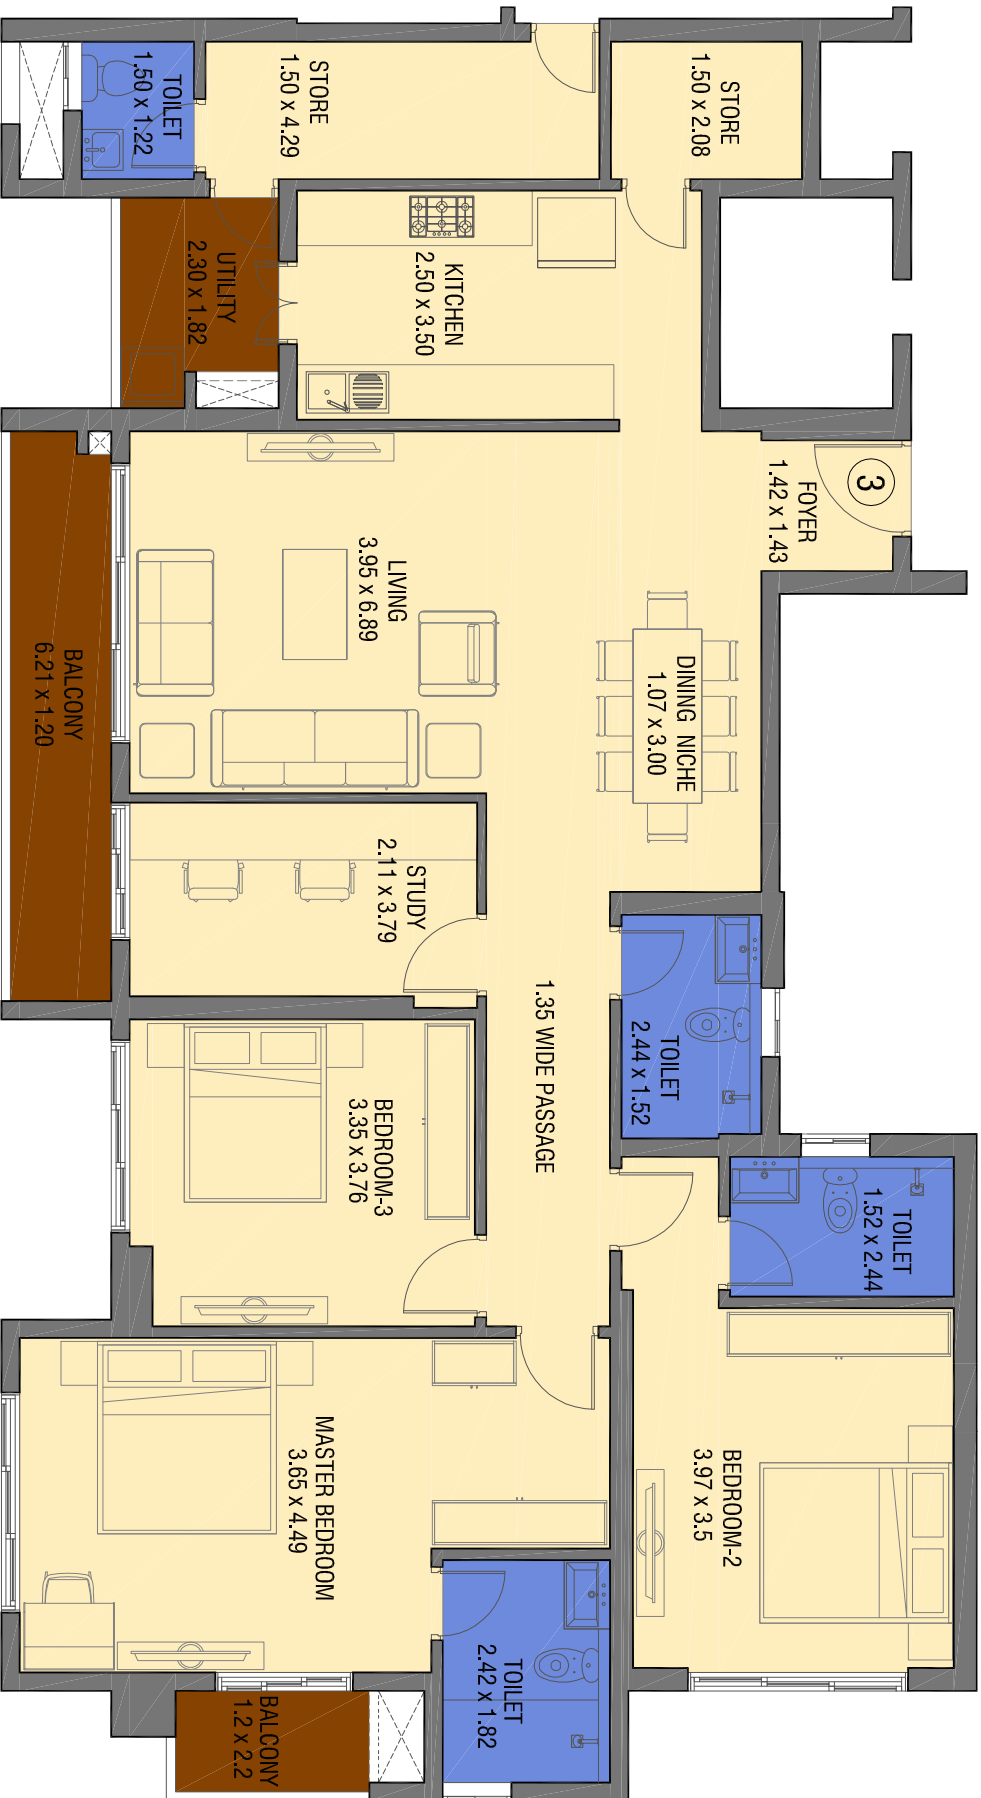 TOILET
1.50 x 1.22
STORE
1.50 x 4.29
STORE
1.50 x 2.08
UTILITY
2.30 x 1.82
KITCHEN
2.50 x 3.50
3
FOYER
1.42 x 1.43
LIVING
3.95 x 6.89
DINING NICHE
1.07 x 3.00
BALCONY
6.21 x 1.20
STUDY
2.11 x 3.79
1.35 WIDE PASSAGE
TOILET
2.44 x 1.52
BEDROOM-3
3.35 x 3.76
TOILET
1.52 x 2.44
MASTER BEDROOM
3.65 x 4.49
BEDROOM-2
3.97 x 3.5
TOILET
2.42 x 1.82
BALCONY
1.2 x 2.2